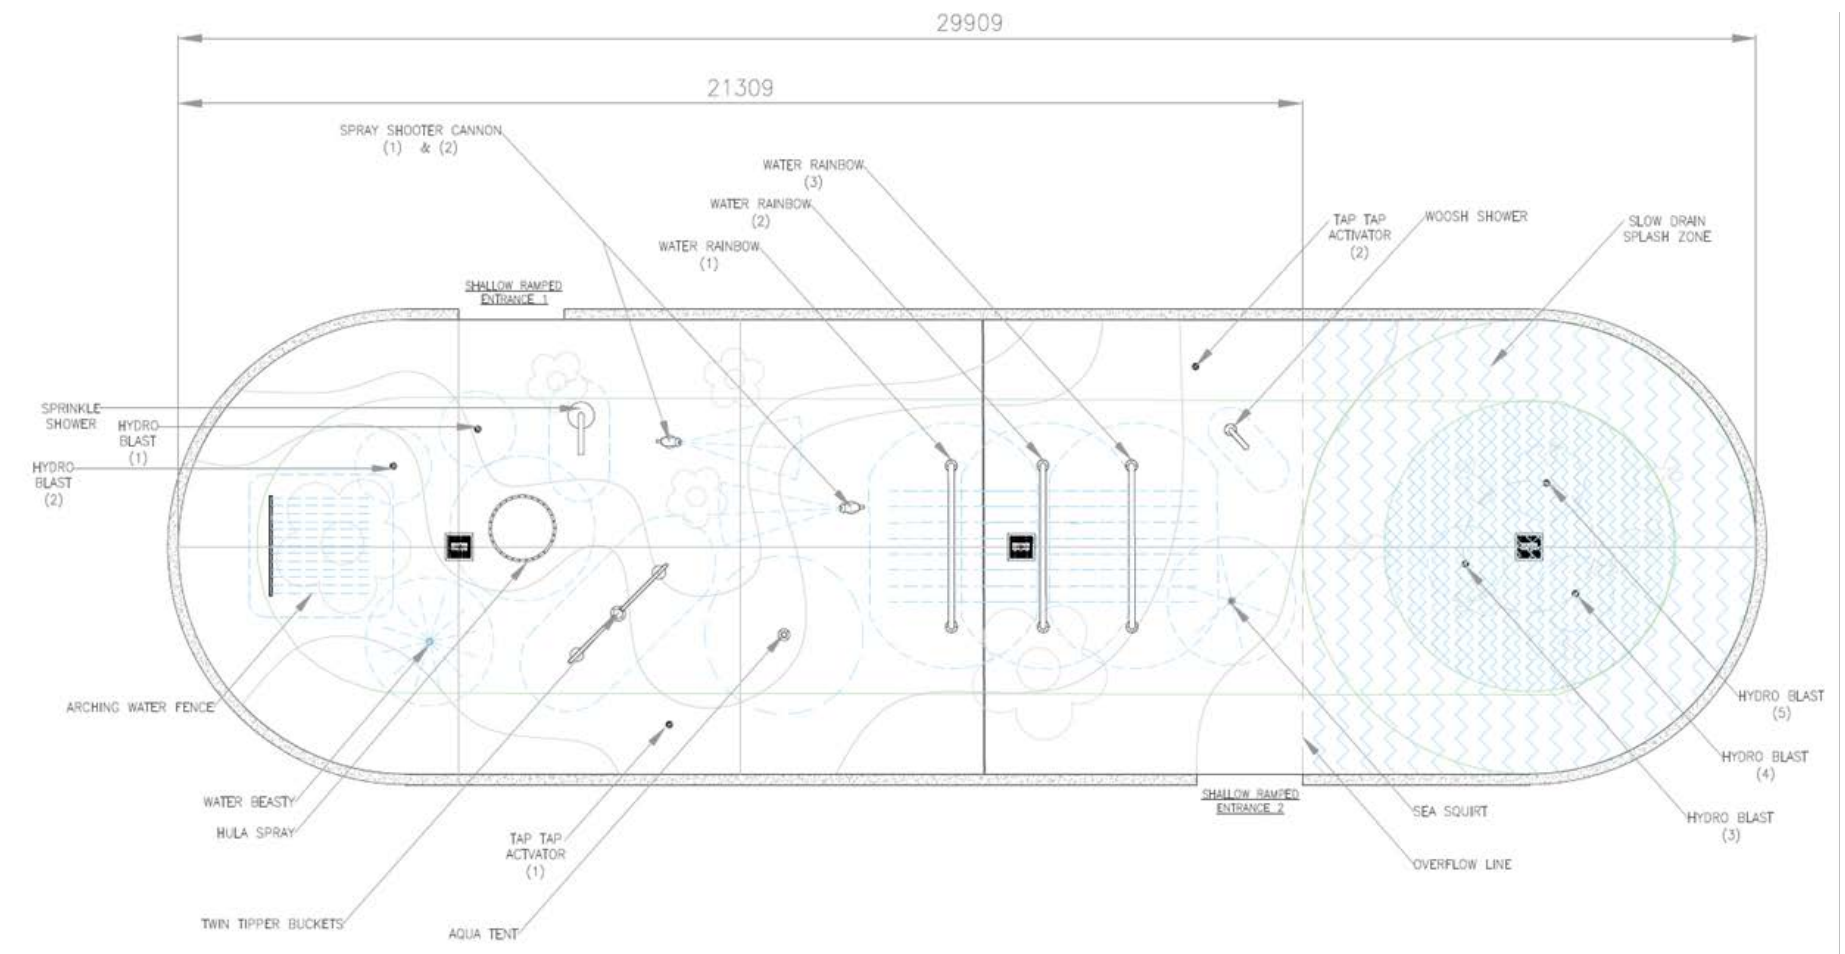 29909
21309
SPRAY SHOOTER CANNON
(1) & (2)
WATER RAINBOW
(3)
WATER RAINBOW
(2)
WATER RAINBOW
(1)
TAP TAP
ACTIVATOR
(2)
WOOSH SHOWER
SLOW DRAIN
SPLASH ZONE
SHALLOW RAMPED
ENTRANCE 1
SPRINKLE
SHOWER
HYDRO
BLAST
(1)
HYDRO
BLAST
(2)
ARCHING WATER FENCE
WATER BEASTY
HULA SPRAY
TWIN TIPPER BUCKETS
TAP TAP
ACTVATOR
(1)
AQUA TENT
SHALLOW RAMPED
ENTRANCE 2
SEA SQUIRT
OVERFLOW LINE
HYDRO BLAST
(5)
HYDRO BLAST
(4)
HYDRO BLAST
(3)